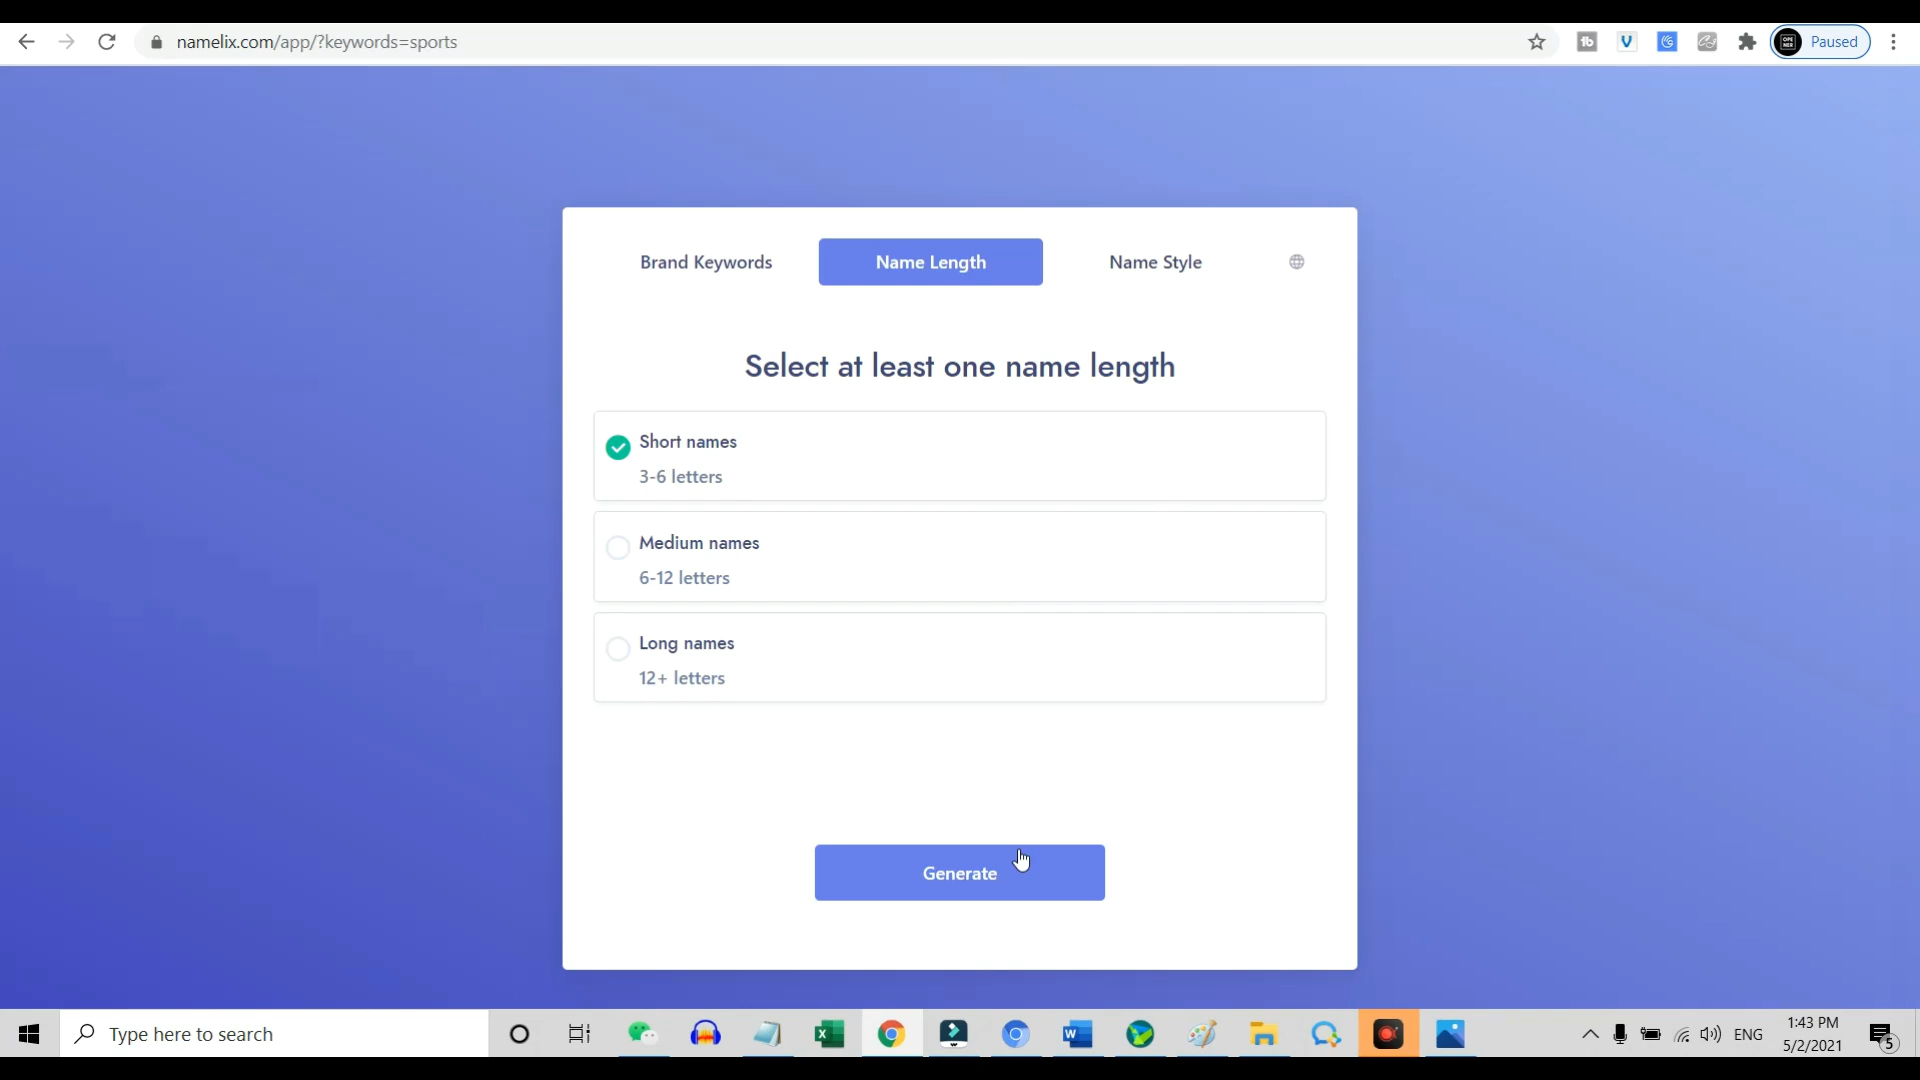 namelix.com/app/?keywords=sports
Paused
Brand Keywords
Name Length
Name Style
Select at least one name length
Short names
3-6 letters
Medium names
6-12 letters
Long names
12+ letters
Generate
Type here to search
ENG
1:43 PM
5/2/2021
5